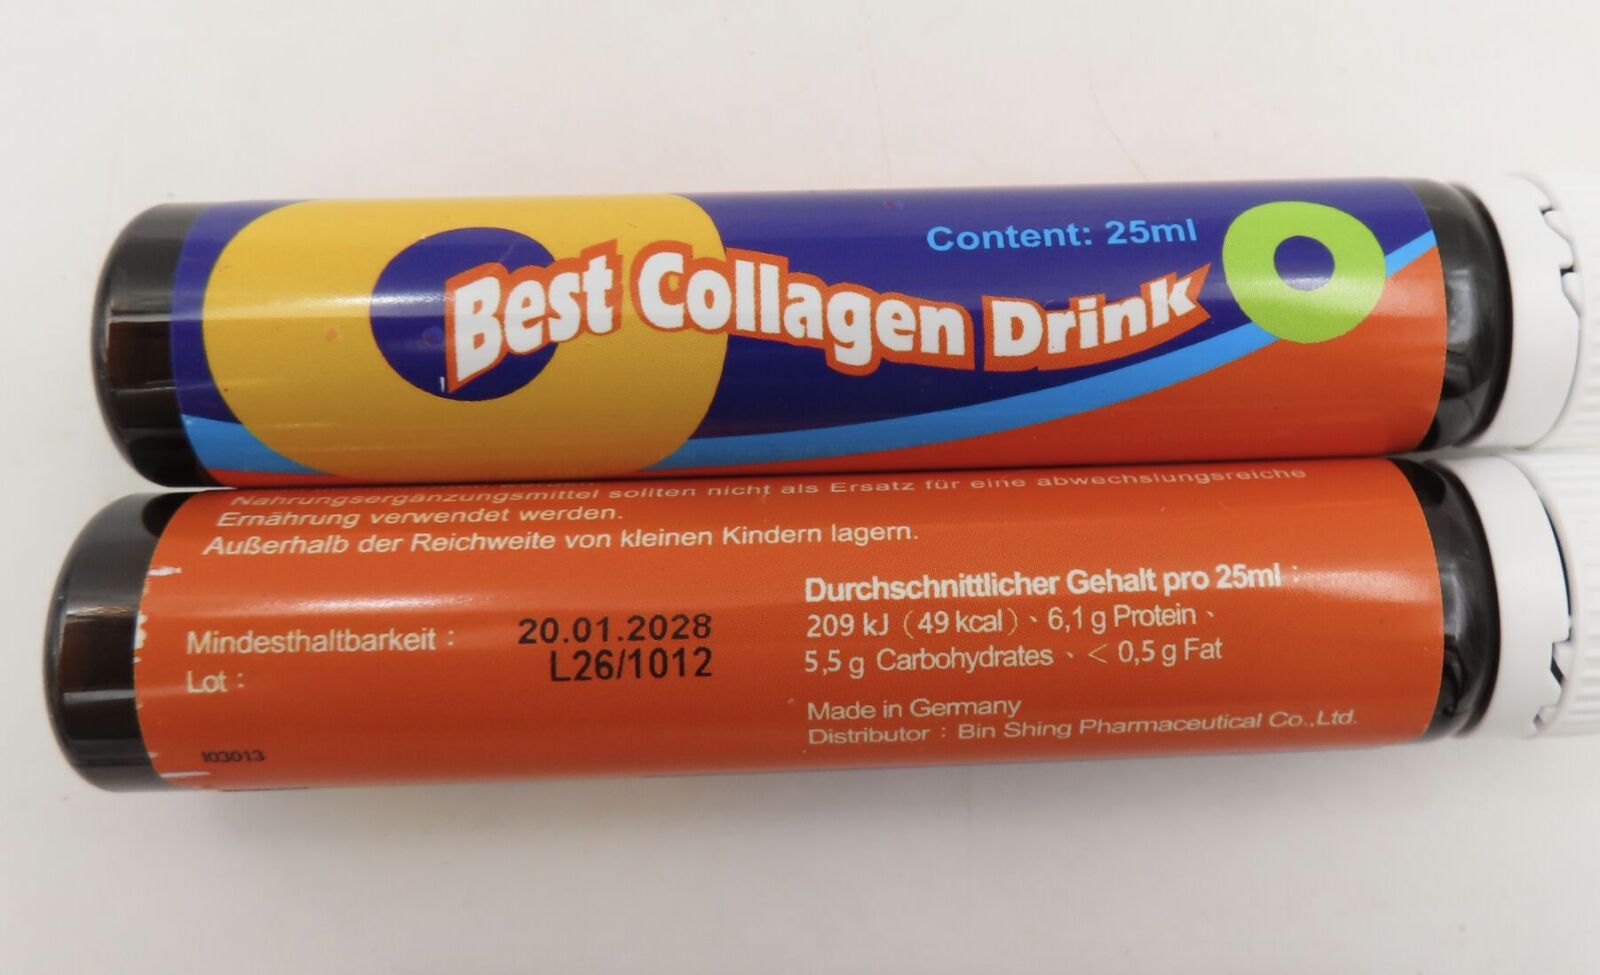 Content: 25ml
Best Collagen Drink
Nahrungsergänzungsmittel sollten nicht als Ersatz für eine abwechslungsreiche
Ernährung verwendet werden.
Außerhalb der Reichweite von kleinen Kindern lagern.
Mindesthaltbarkeit : 20.01.2028
Lot : L26/1012
I03013
Durchschnittlicher Gehalt pro 25ml :
209 kJ (49 kcal)、6,1 g Protein、
5,5 g Carbohydrates、< 0,5 g Fat
Made in Germany
Distributor : Bin Shing Pharmaceutical Co.,Ltd.